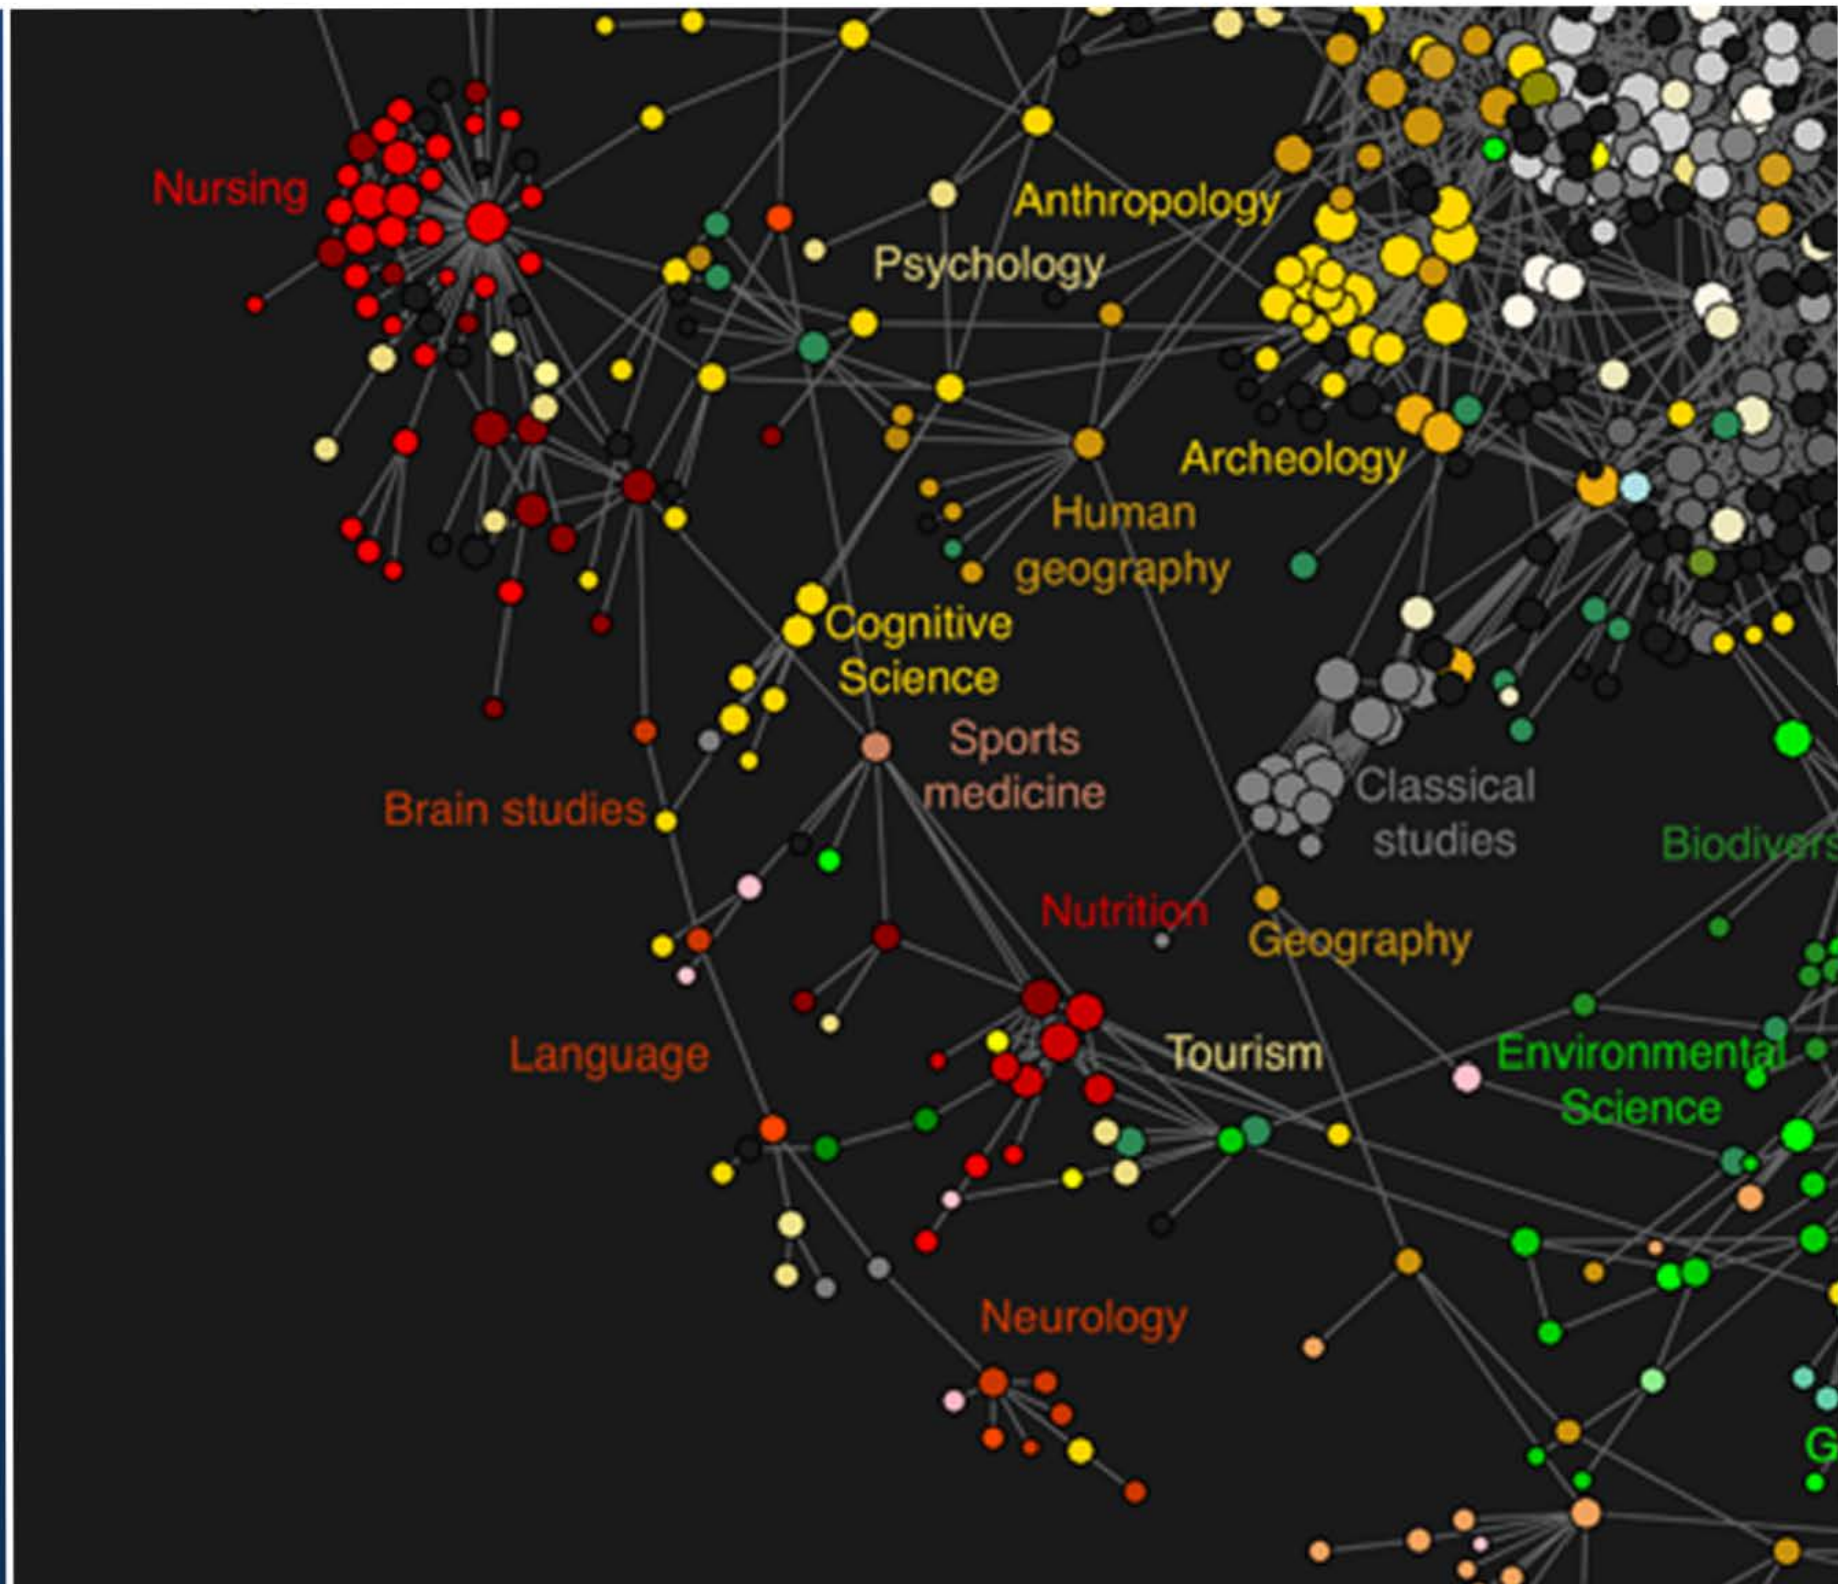 Nursing
Anthropology
Psychology
Archeology
Human
geography
Cognitive
Science
Sports
medicine
Brain studies
Classical
studies
Biodivers
Nutrition
Geography
Language
Tourism
Environmental
Science
Neurology
G